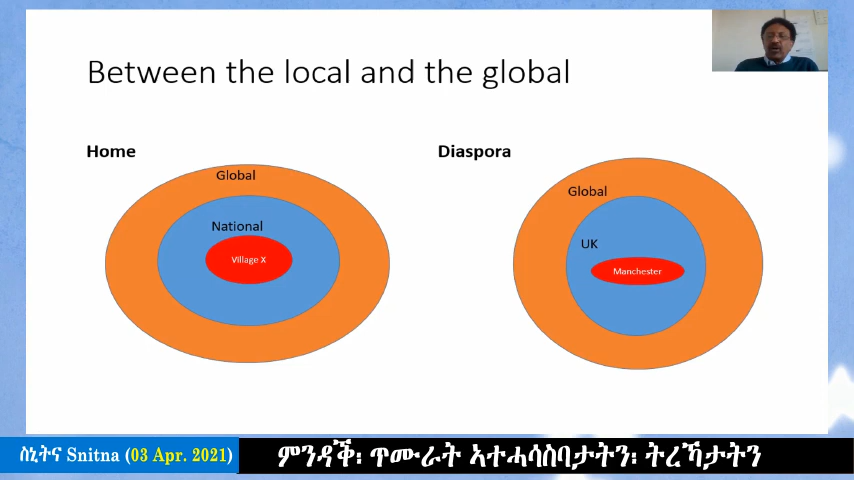 Between the local and the global
Home
Global
National
Village X
Diaspora
Global
UK
Manchester
ስኒትና Snitna (03 Apr. 2021)
ምንዳቕ፡ ጥሙራት ኣተሓሳስባታትን፡ ትረኻታትን